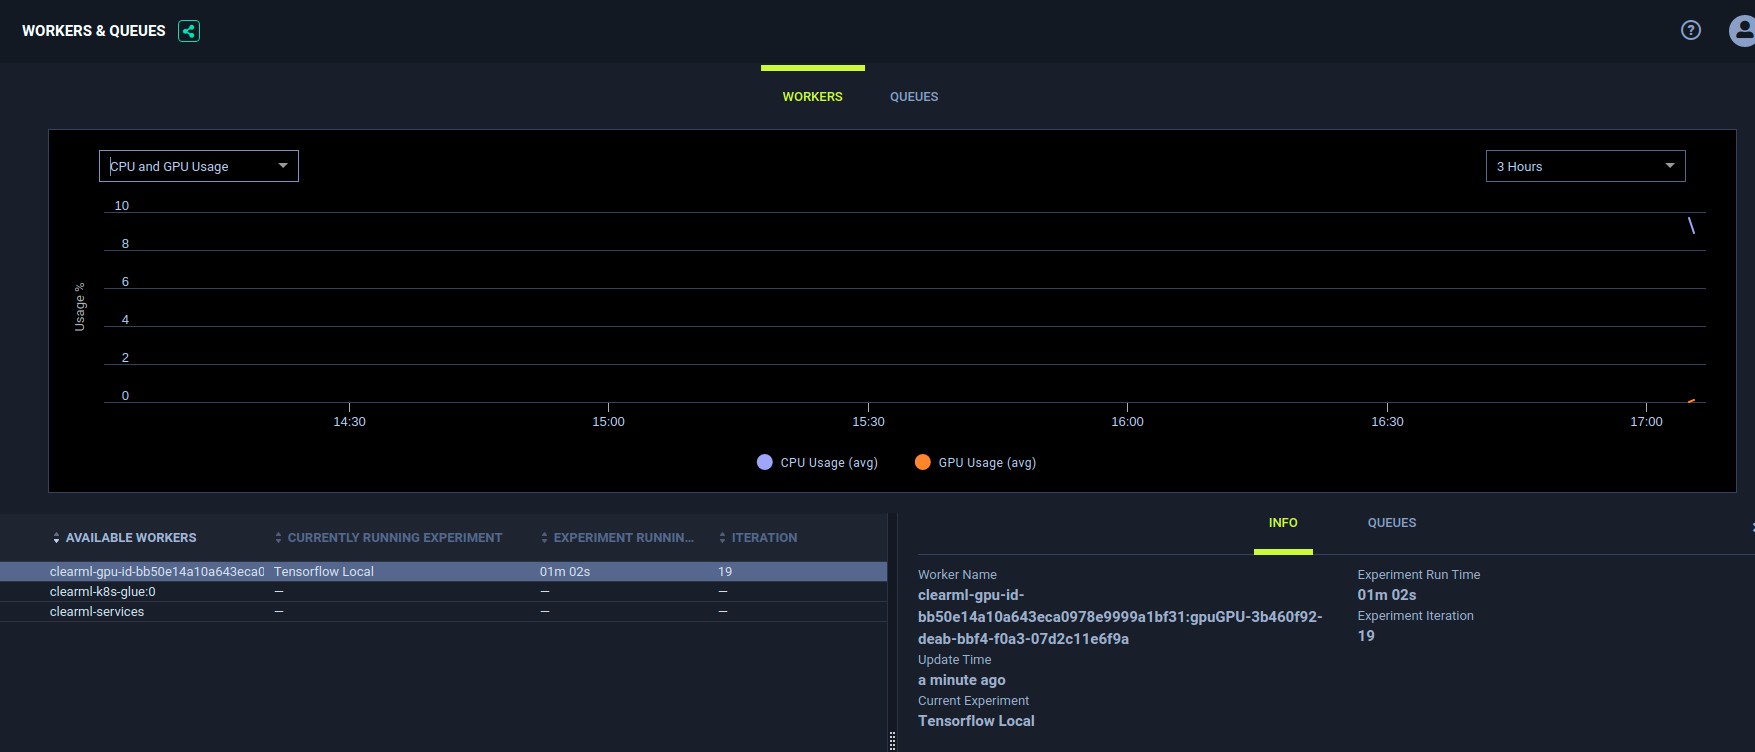 WORKERS & QUEUES
WORKERS QUEUES
CPU and GPU Usage
3 Hours
10
8
6
4
2
0
Usage %
14:30 15:00 15:30 16:00 16:30 17:00
CPU Usage (avg) GPU Usage (avg)
AVAILABLE WORKERS CURRENTLY RUNNING EXPERIMENT EXPERIMENT RUNNIN... ITERATION
clearml-gpu-id-bb50e14a10a643eca0 Tensorflow Local 01m 02s 19
clearml-k8s-glue:0 — — —
clearml-services — — —
INFO QUEUES
Worker Name
clearml-gpu-id-
bb50e14a10a643eca0978e9999a1bf31:gpuGPU-3b460f92-
deab-bbf4-f0a3-07d2c11e6f9a
Update Time
a minute ago
Current Experiment
Tensorflow Local
Experiment Run Time
01m 02s
Experiment Iteration
19